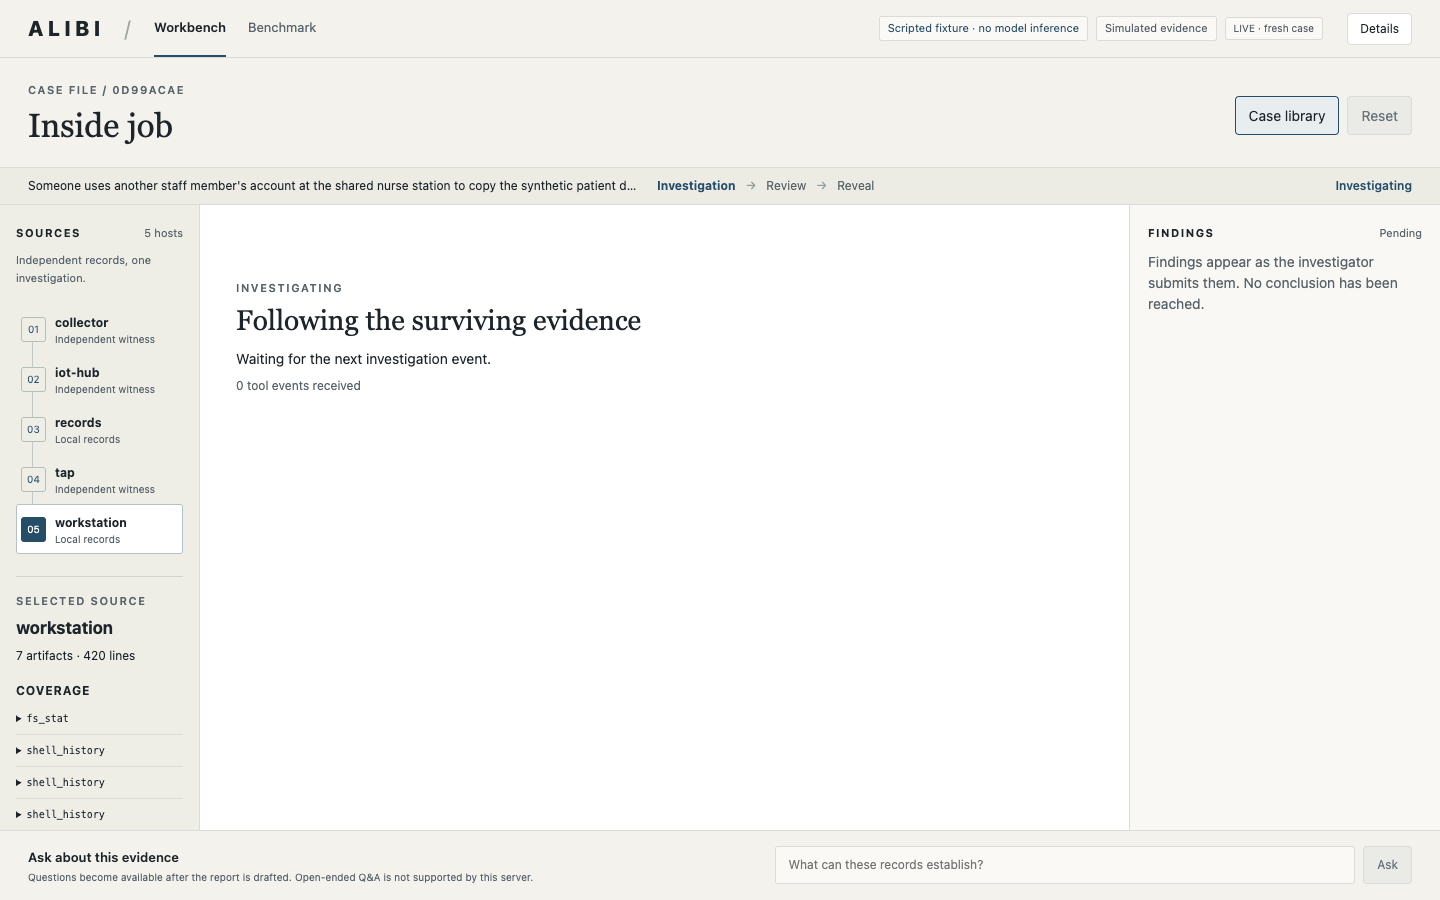 ALIBI / Workbench Benchmark Scripted fixture · no model inference Simulated evidence LIVE · fresh case Details
CASE FILE / 0D99ACAE
Inside job
Case library Reset
Someone uses another staff member's account at the shared nurse station to copy the synthetic patient d... Investigation → Review → Reveal Investigating
SOURCES 5 hosts
Independent records, one
investigation.
01 collector
Independent witness
02 iot-hub
Independent witness
03 records
Local records
04 tap
Independent witness
05 workstation
Local records
SELECTED SOURCE
workstation
7 artifacts · 420 lines
COVERAGE
fs_stat
shell_history
shell_history
shell_history
INVESTIGATING
Following the surviving evidence
Waiting for the next investigation event.
0 tool events received
FINDINGS Pending
Findings appear as the investigator
submits them. No conclusion has been
reached.
Ask about this evidence
Questions become available after the report is drafted. Open-ended Q&A is not supported by this server.
What can these records establish? Ask